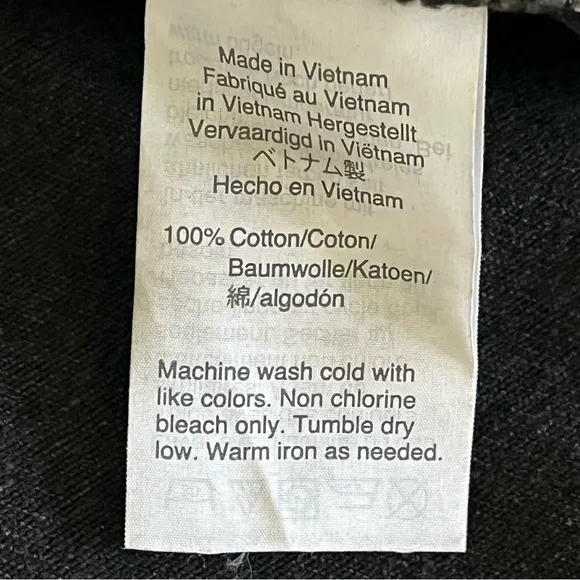 Made in Vietnam
Fabriqué au Vietnam
in Vietnam Hergestellt
Vervaardigd in Viëtnam
ベトナム製
Hecho en Vietnam
100% Cotton/Coton/
Baumwolle/Katoen/
綿/algodón
Machine wash cold with
like colors. Non chlorine
bleach only. Tumble dry
low. Warm iron as needed.